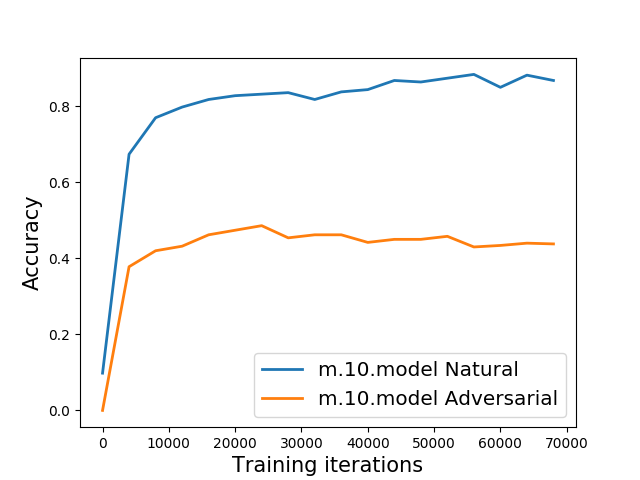 Accuracy
0.8
0.6
0.4
0.2
0.0
m.10.model Natural
m.10.model Adversarial
0 10000 20000 30000 40000 50000 60000 70000
Training iterations